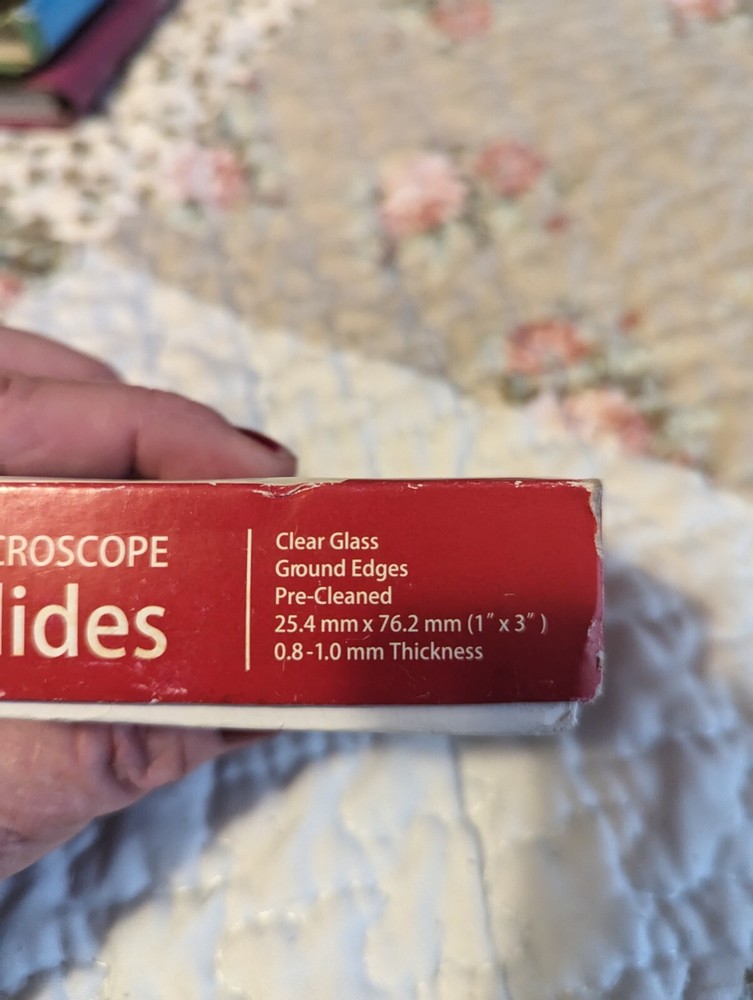 CROSCOPE
lides
Clear Glass
Ground Edges
Pre-Cleaned
25.4 mm x 76.2 mm (1" x 3" )
0.8-1.0 mm Thickness